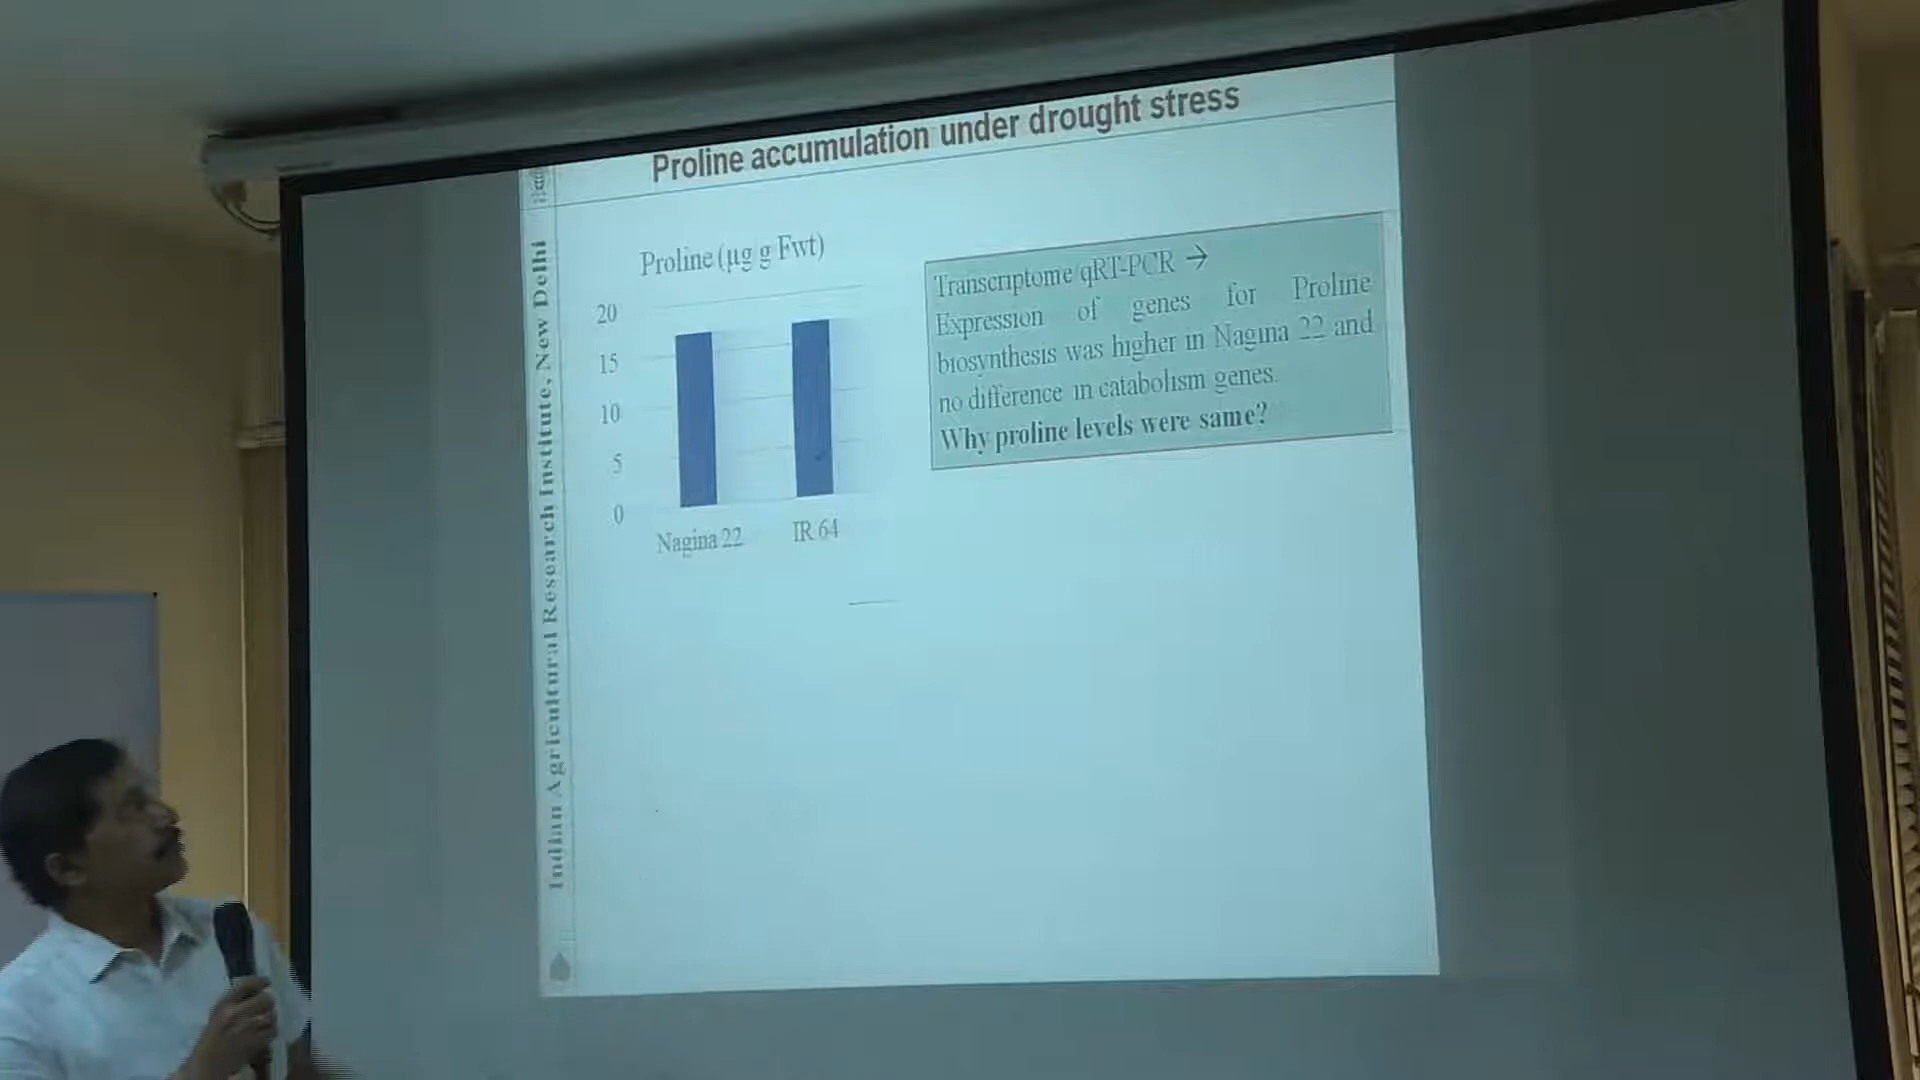 Proline accumulation under drought stress
Indian Agricultural Research Institute, New Delhi
Proline (µg g Fwt)
20
15
10
5
0
Nagina 22
IR 64
Transcriptome qRT-PCR →
Expression of genes for Proline
biosynthesis was higher in Nagina 22 and
no difference in catabolism genes.
Why proline levels were same?